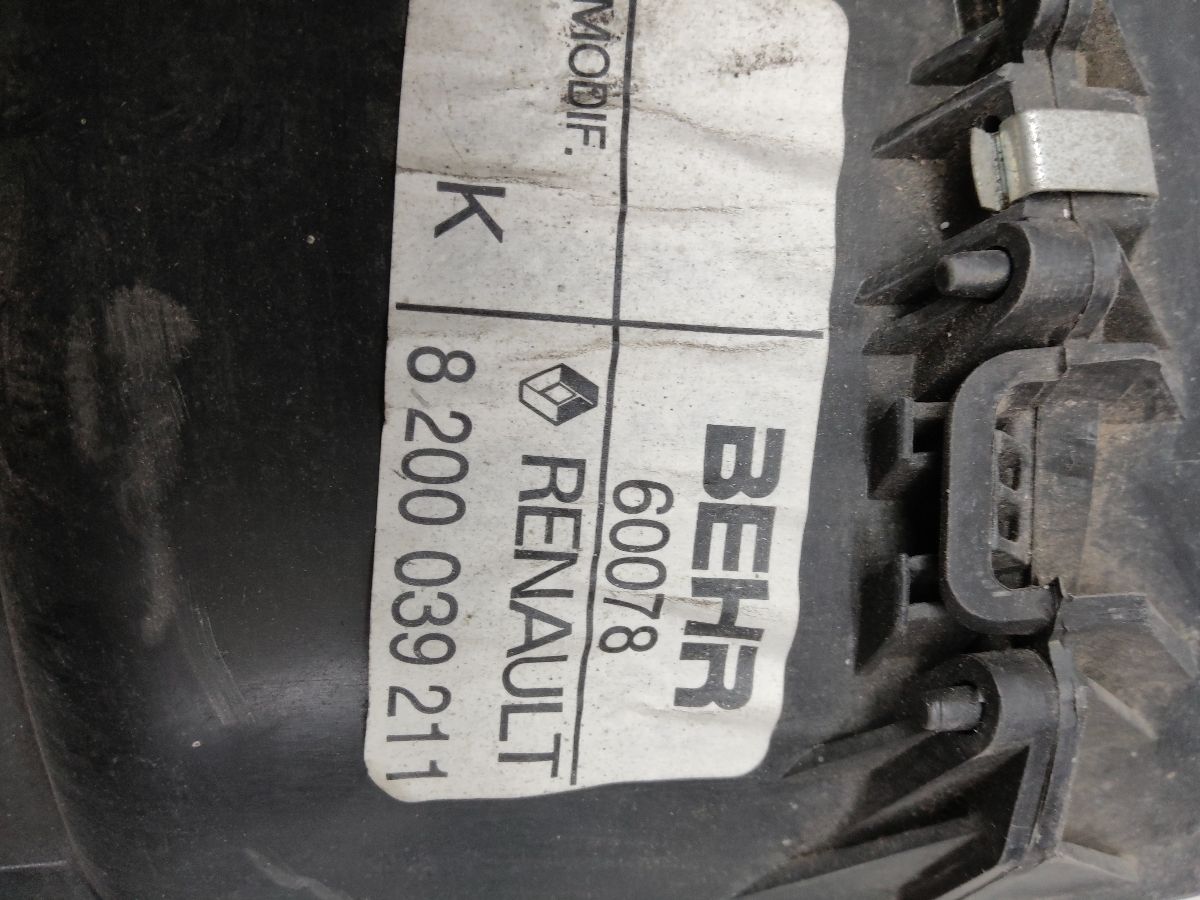 BEHR
60078
RENAULT
8 200 039 211
MODIF.
K